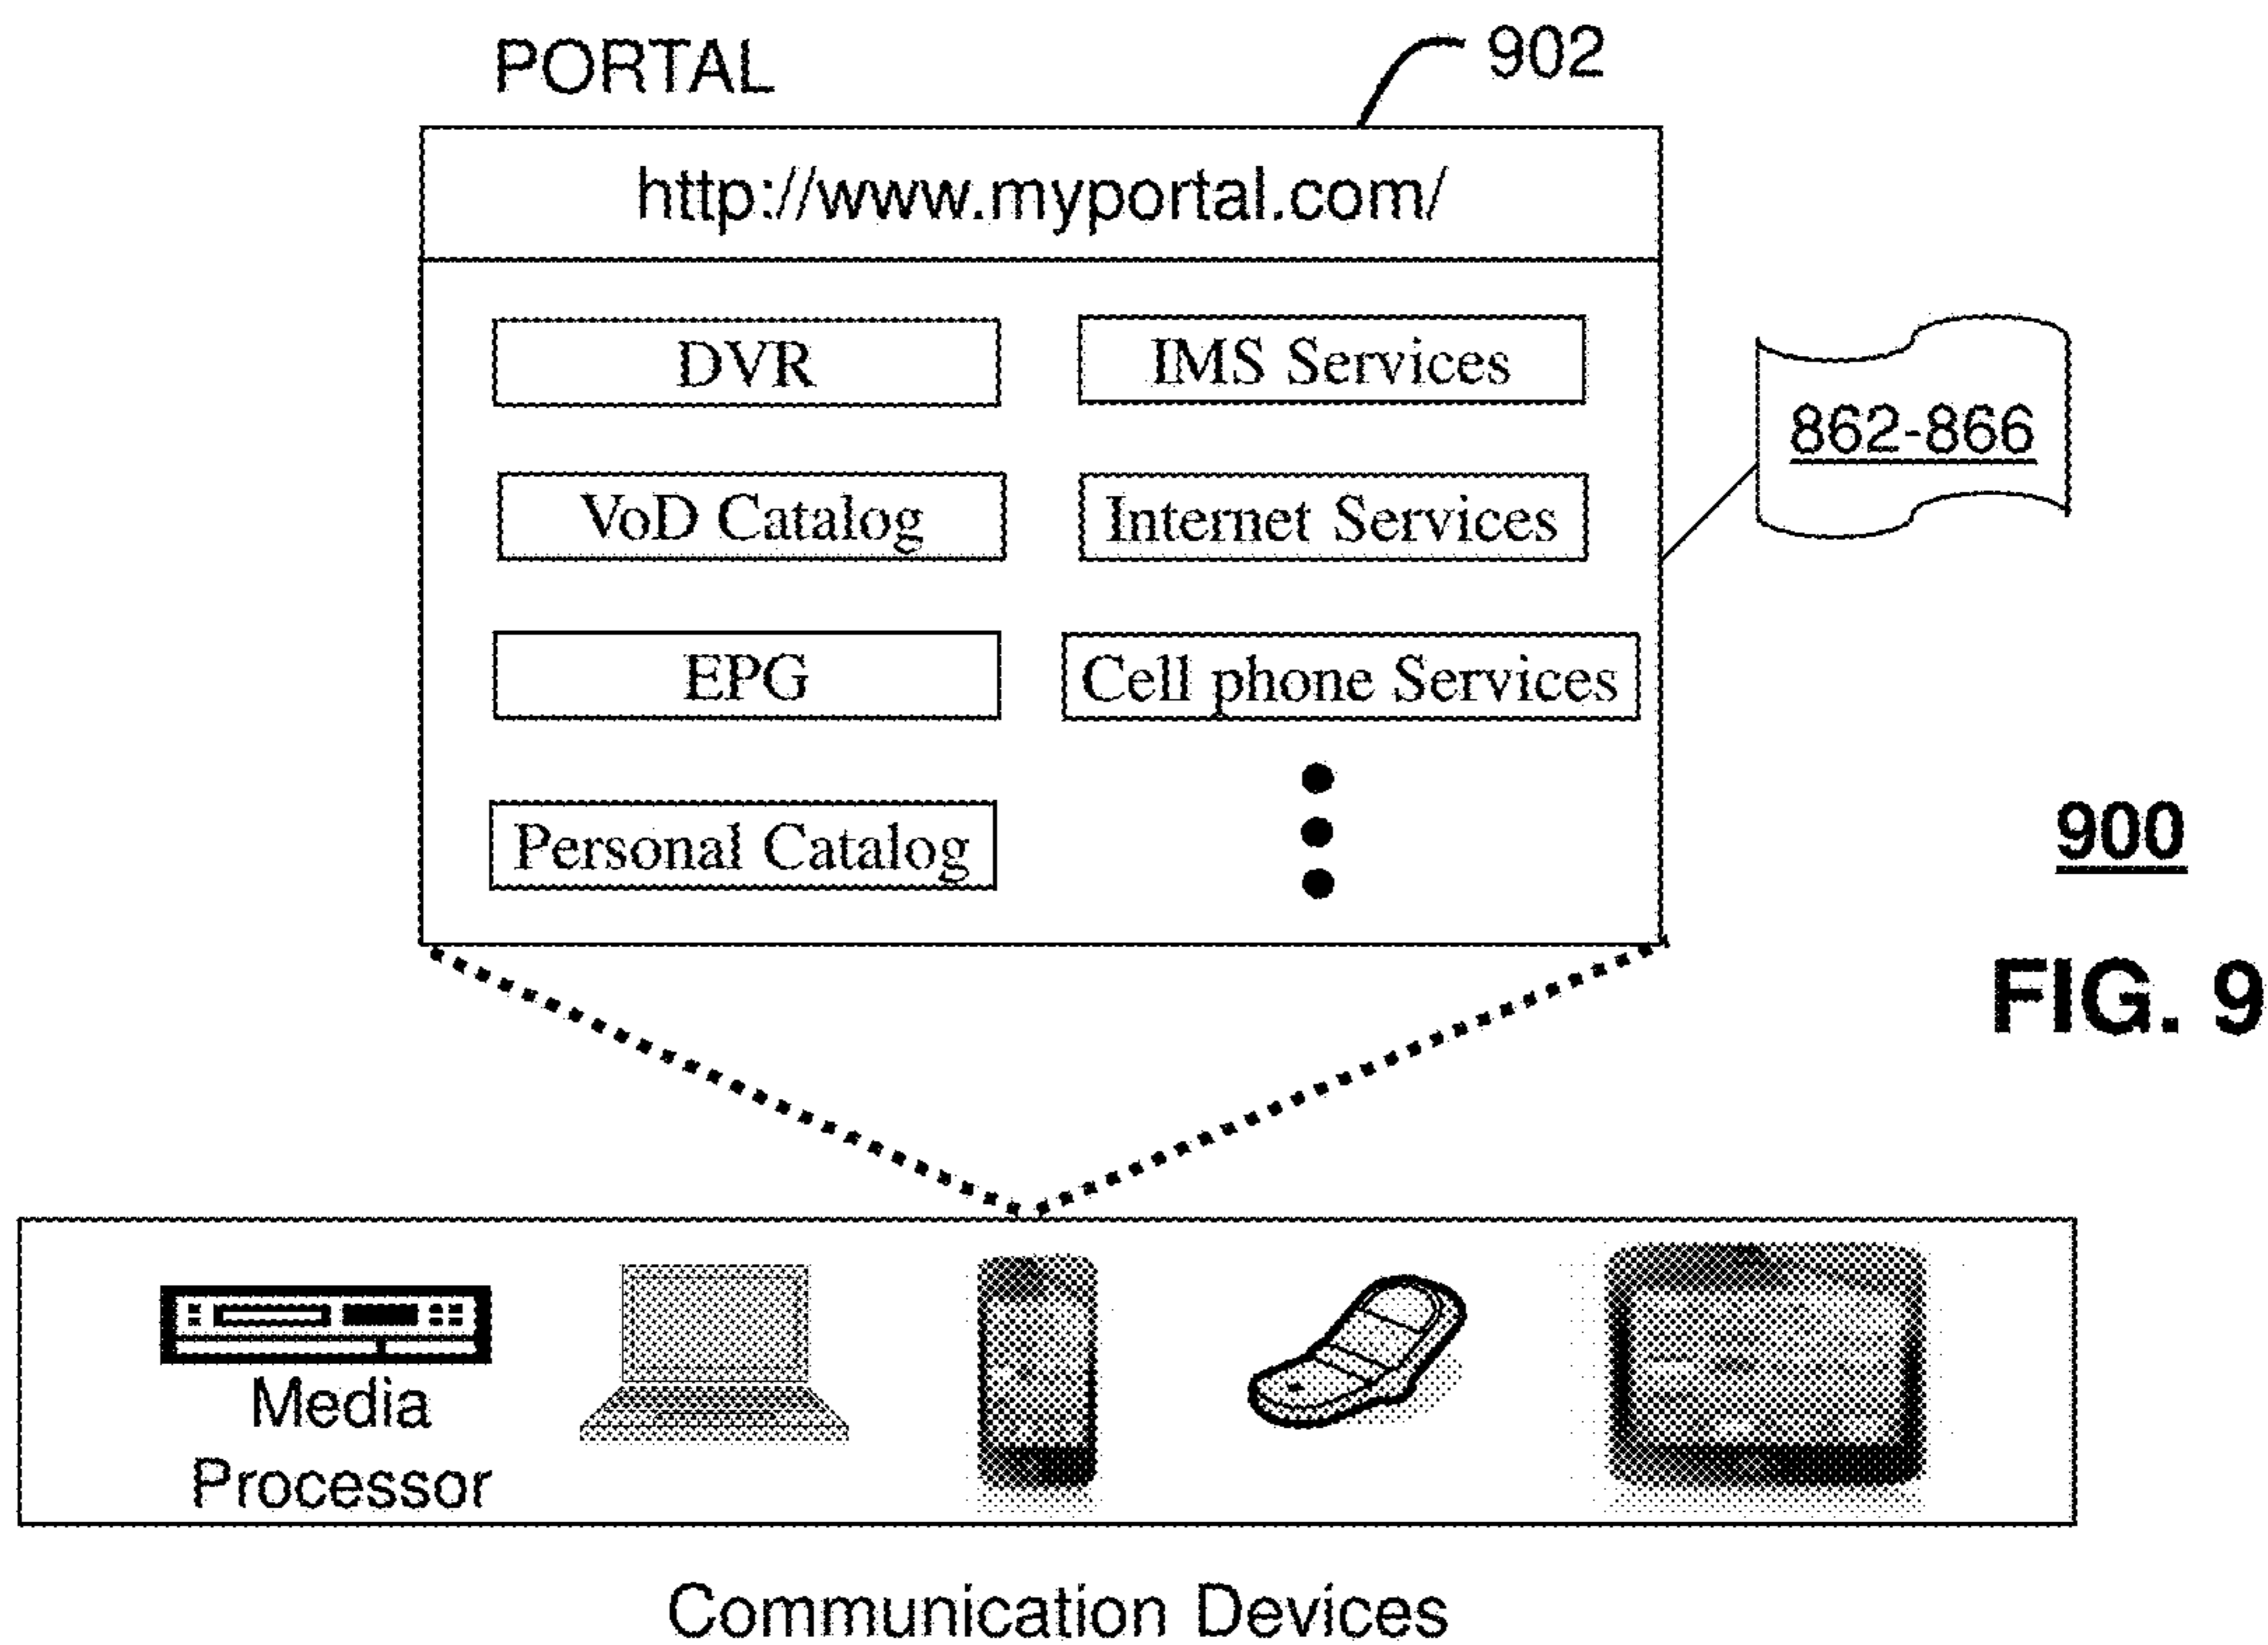 PORTAL
902
http://www.myportal.com/
DVR
IMS Services
862-866
VoD Catalog
Internet Services
EPG
Cell phone Services
Personal Catalog
900
FIG. 9
Media
Processor
Communication Devices